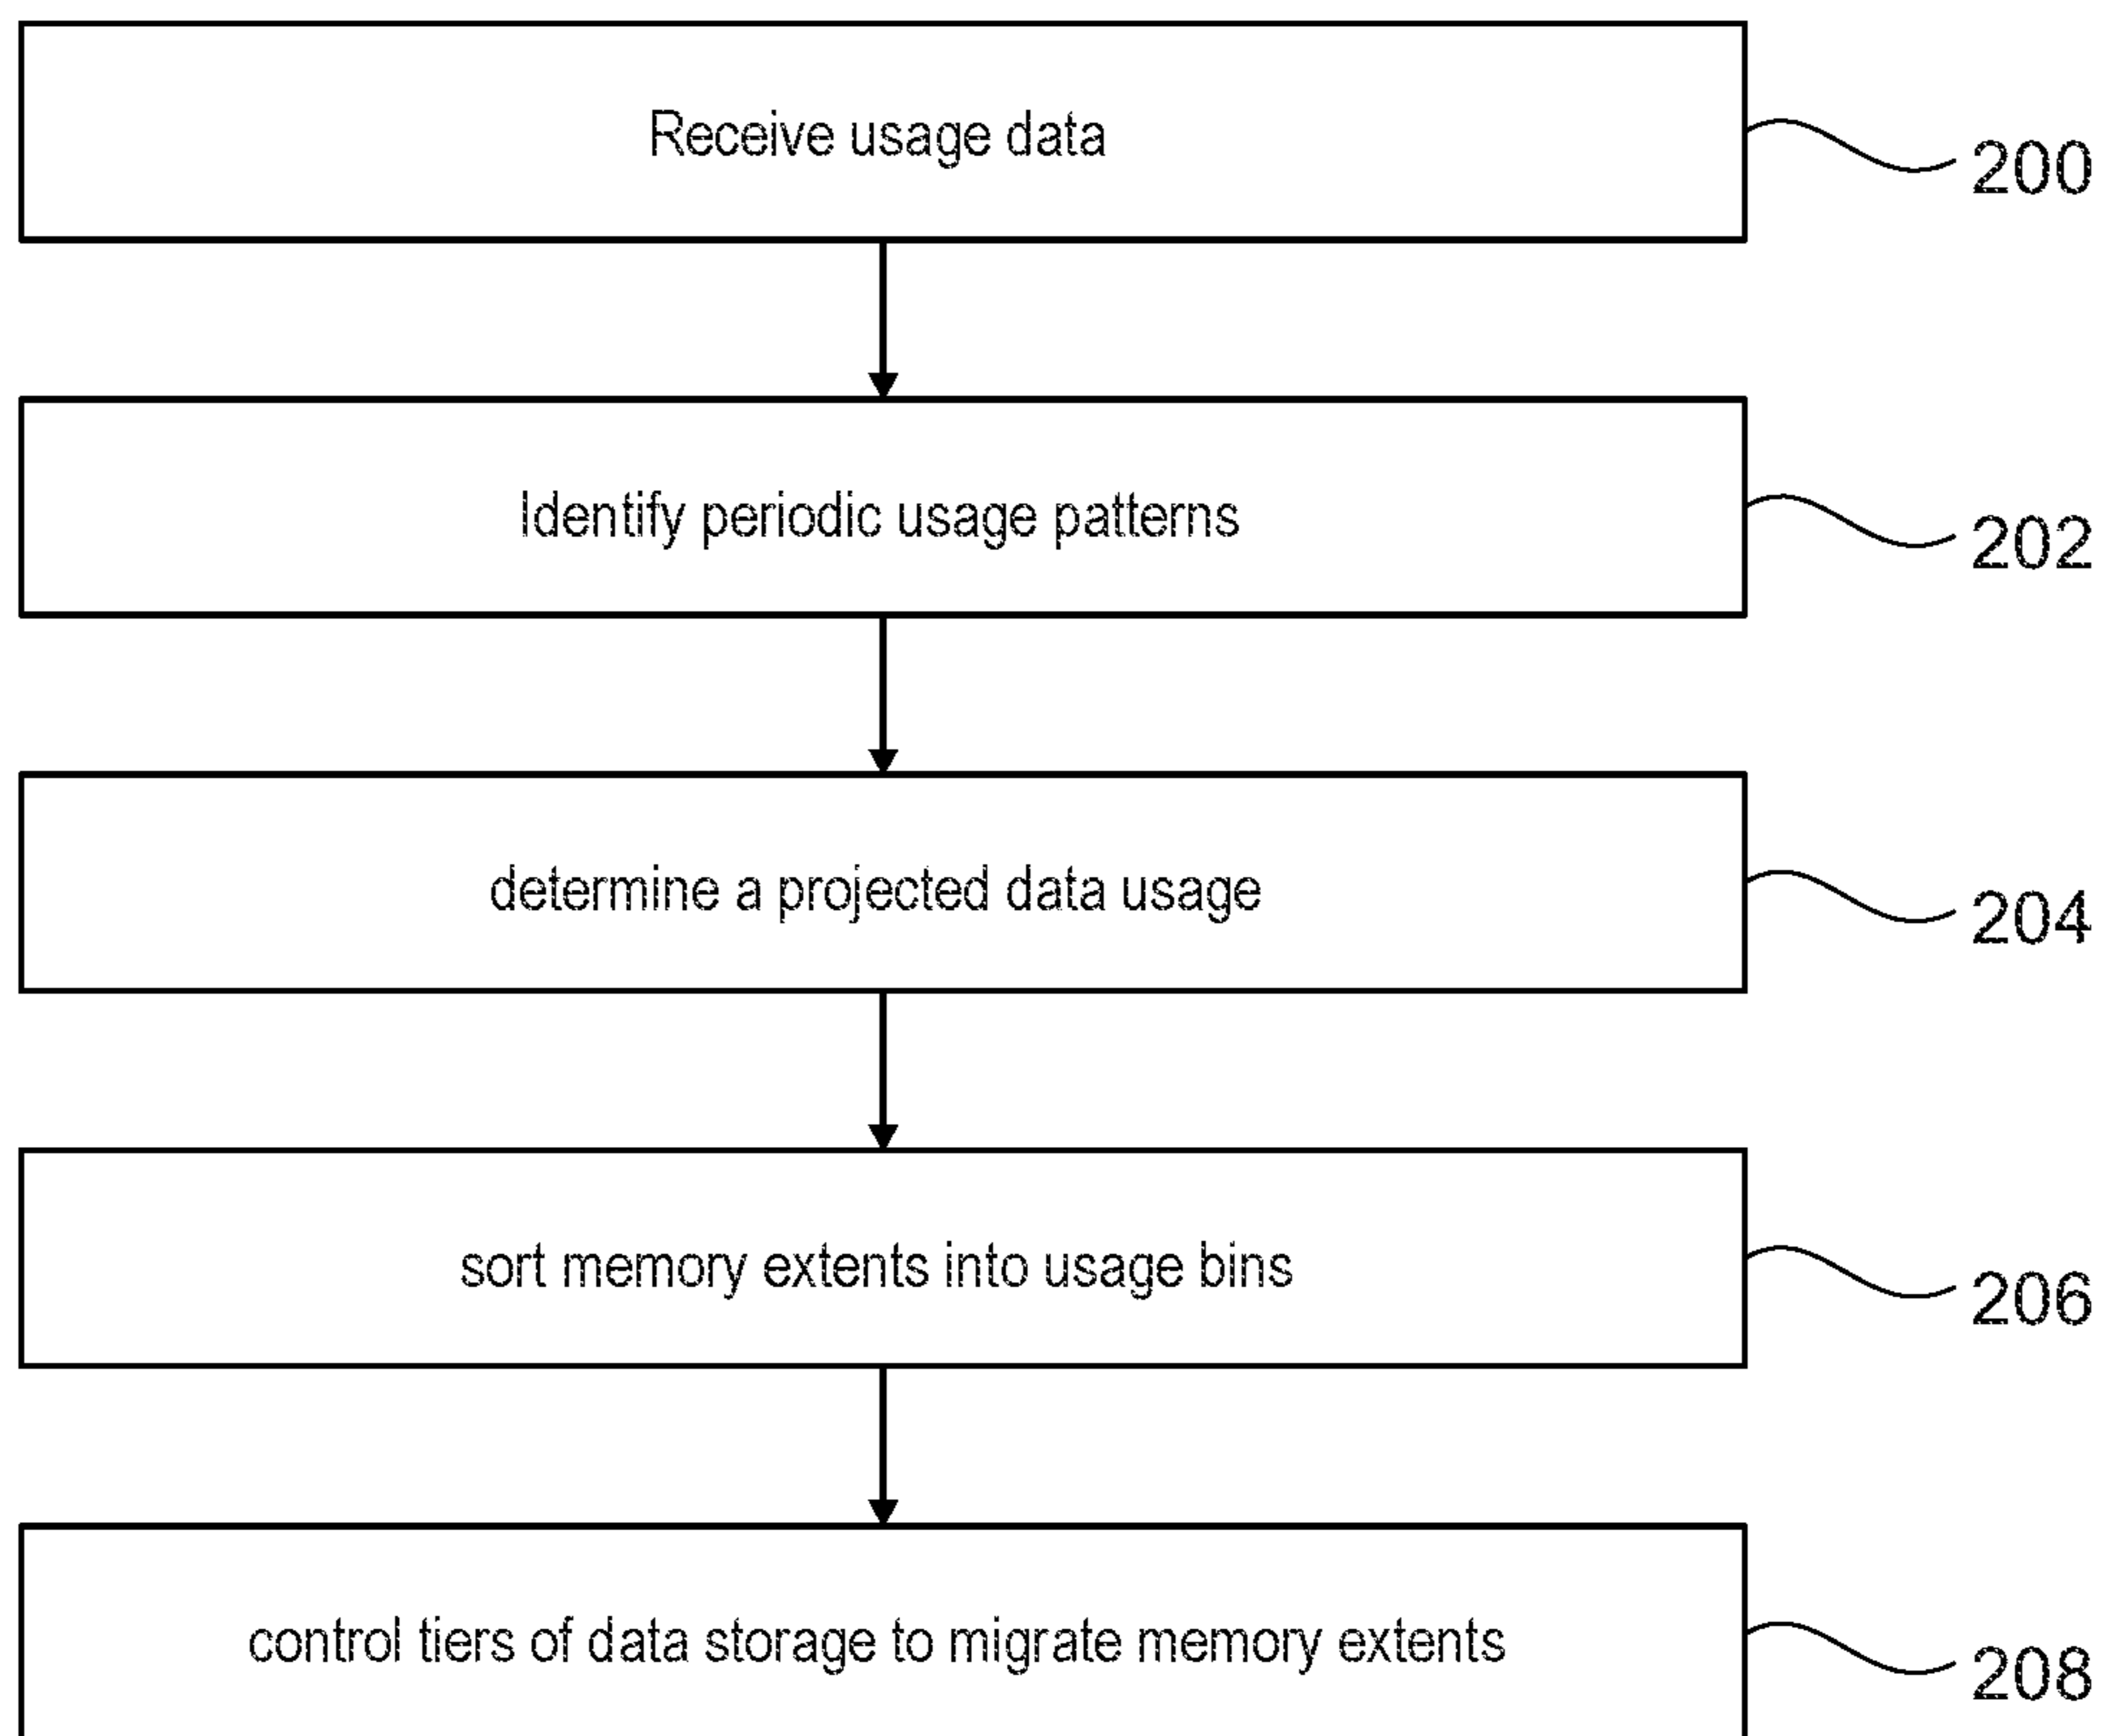 Receive usage data
200
Identify periodic usage patterns
202
determine a projected data usage
204
sort memory extents into usage bins
206
control tiers of data storage to migrate memory extents
208